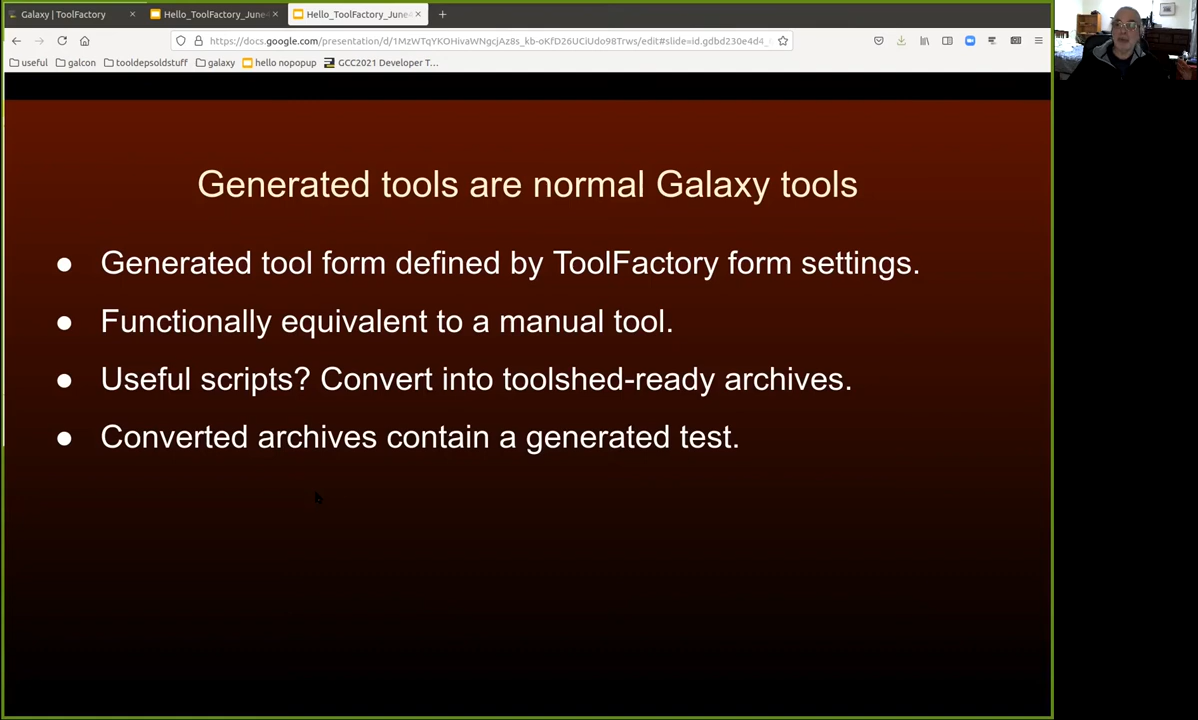 Galaxy | ToolFactory
Hello_ToolFactory_June
Hello_ToolFactory_June
https://docs.google.com/presentation/d/1MzWTqYKOHivaWNgcjAz8s_kb-oKfD26UCiUdo98Trws/edit#slide=id.gdbd230e4d4_
useful
galcon
tooldepsoldstuff
galaxy
hello nopopup
GCC2021 Developer T...
Generated tools are normal Galaxy tools
● Generated tool form defined by ToolFactory form settings.
● Functionally equivalent to a manual tool.
● Useful scripts? Convert into toolshed-ready archives.
● Converted archives contain a generated test.